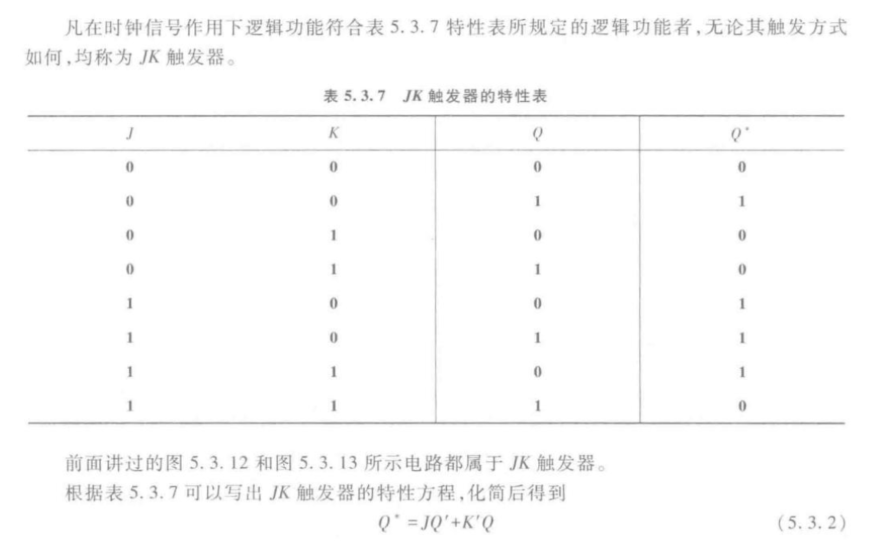 凡在时钟信号作用下逻辑功能符合表 5.3.7 特性表所规定的逻辑功能者,无论其触发方式
如何,均称为 JK 触发器。
表 5.3.7 JK 触发器的特性表
J K Q Q*
0 0 0 0
0 0 1 1
0 1 0 0
0 1 1 0
1 0 0 1
1 0 1 1
1 1 0 1
1 1 1 0
前面讲过的图 5.3.12 和图 5.3.13 所示电路都属于 JK 触发器。
根据表 5.3.7 可以写出 JK 触发器的特性方程,化简后得到
Q*=JQ'+K'Q (5.3.2)